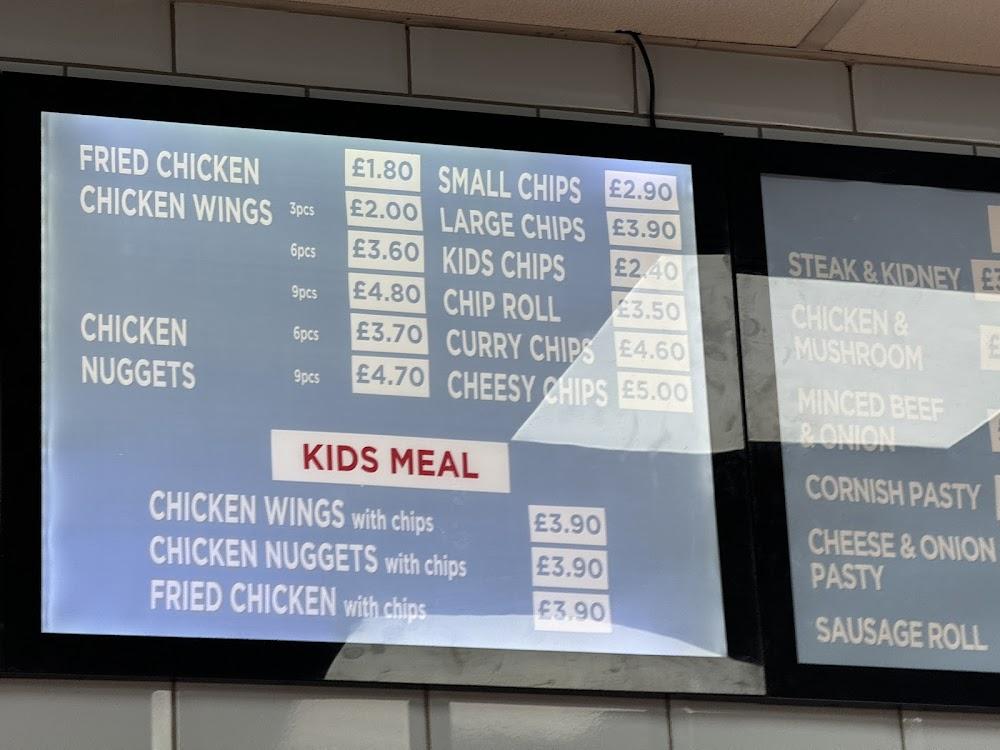 FRIED CHICKEN £1.80
CHICKEN WINGS 3pcs £2.00
6pcs £3.60
9pcs £4.80
CHICKEN 6pcs £3.70
NUGGETS 9pcs £4.70
SMALL CHIPS £2.90
LARGE CHIPS £3.90
KIDS CHIPS £2.40
CHIP ROLL £3.50
CURRY CHIPS £4.60
CHEESY CHIPS £5.00
KIDS MEAL
CHICKEN WINGS with chips £3.90
CHICKEN NUGGETS with chips £3.90
FRIED CHICKEN with chips £3.90
STEAK & KIDNEY
CHICKEN &
MUSHROOM
MINCED BEEF
& ONION
CORNISH PASTY
CHEESE & ONION
PASTY
SAUSAGE ROLL